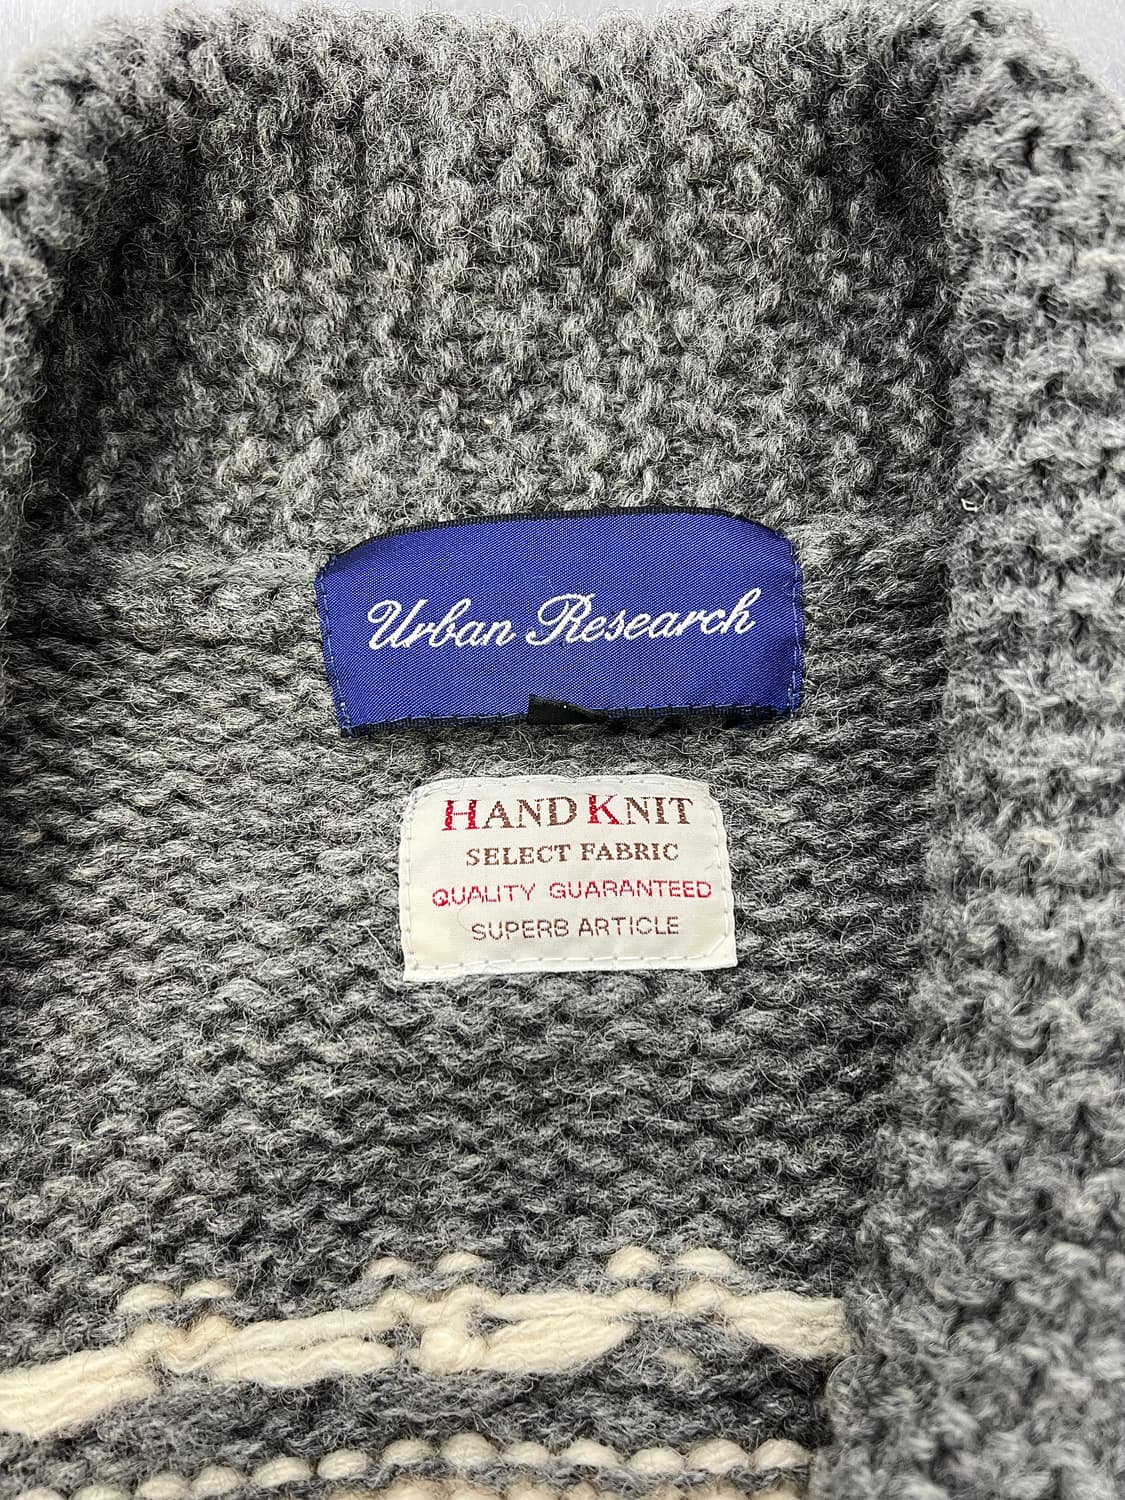 Urban Research
HAND KNIT
SELECT FABRIC
QUALITY GUARANTEED
SUPERB ARTICLE